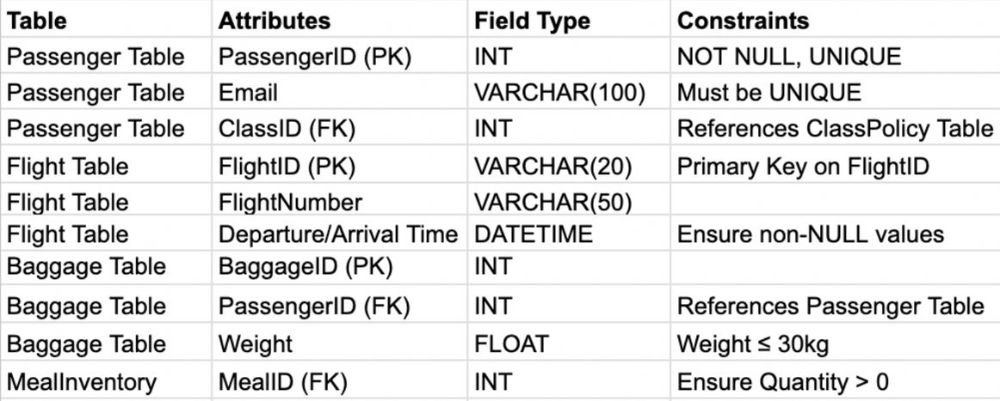 Table Attributes Field Type Constraints
Passenger Table PassengerID (PK) INT NOT NULL, UNIQUE
Passenger Table Email VARCHAR(100) Must be UNIQUE
Passenger Table ClassID (FK) INT References ClassPolicy Table
Flight Table FlightID (PK) VARCHAR(20) Primary Key on FlightID
Flight Table FlightNumber VARCHAR(50)
Flight Table Departure/Arrival Time DATETIME Ensure non-NULL values
Baggage Table BaggageID (PK) INT
Baggage Table PassengerID (FK) INT References Passenger Table
Baggage Table Weight FLOAT Weight ≤ 30kg
MealInventory MealID (FK) INT Ensure Quantity > 0